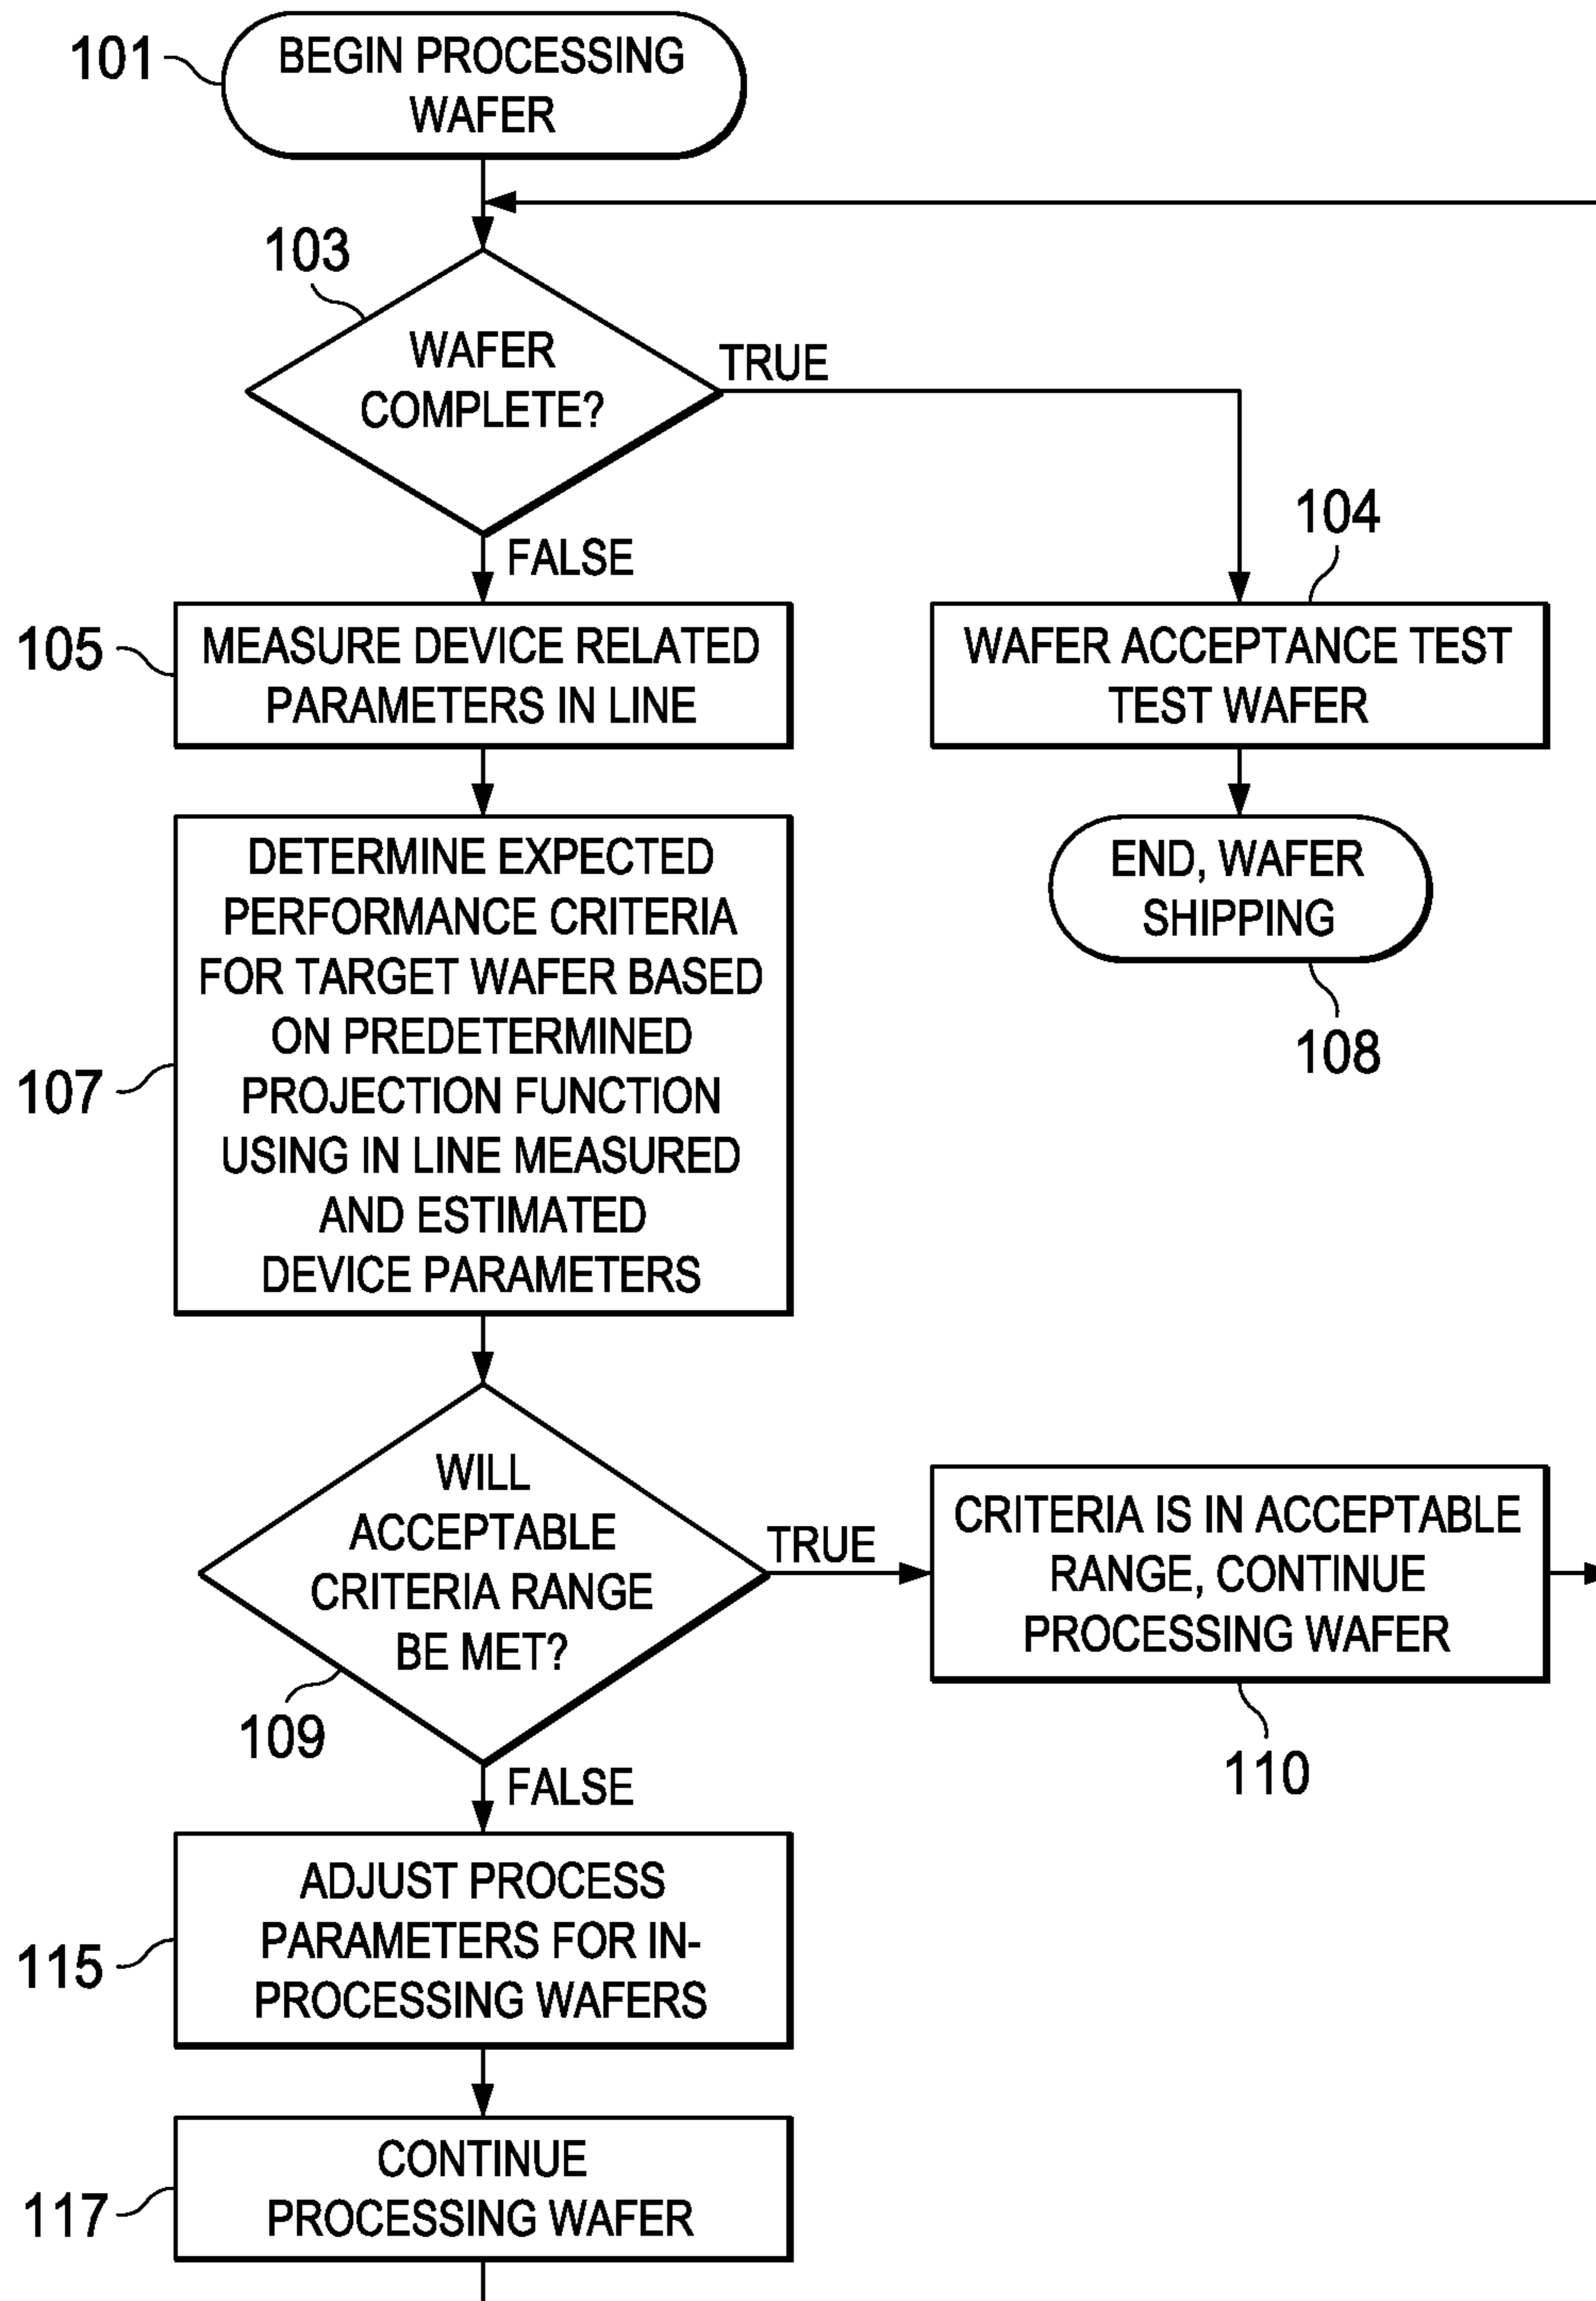 101
BEGIN PROCESSING
WAFER
103
WAFER
COMPLETE?
TRUE
FALSE
104
105
MEASURE DEVICE RELATED
PARAMETERS IN LINE
WAFER ACCEPTANCE TEST
TEST WAFER
107
DETERMINE EXPECTED
PERFORMANCE CRITERIA
FOR TARGET WAFER BASED
ON PREDETERMINED
PROJECTION FUNCTION
USING IN LINE MEASURED
AND ESTIMATED
DEVICE PARAMETERS
END, WAFER
SHIPPING
108
WILL
ACCEPTABLE
CRITERIA RANGE
BE MET?
109
TRUE
FALSE
CRITERIA IS IN ACCEPTABLE
RANGE, CONTINUE
PROCESSING WAFER
110
115
ADJUST PROCESS
PARAMETERS FOR IN-
PROCESSING WAFERS
117
CONTINUE
PROCESSING WAFER